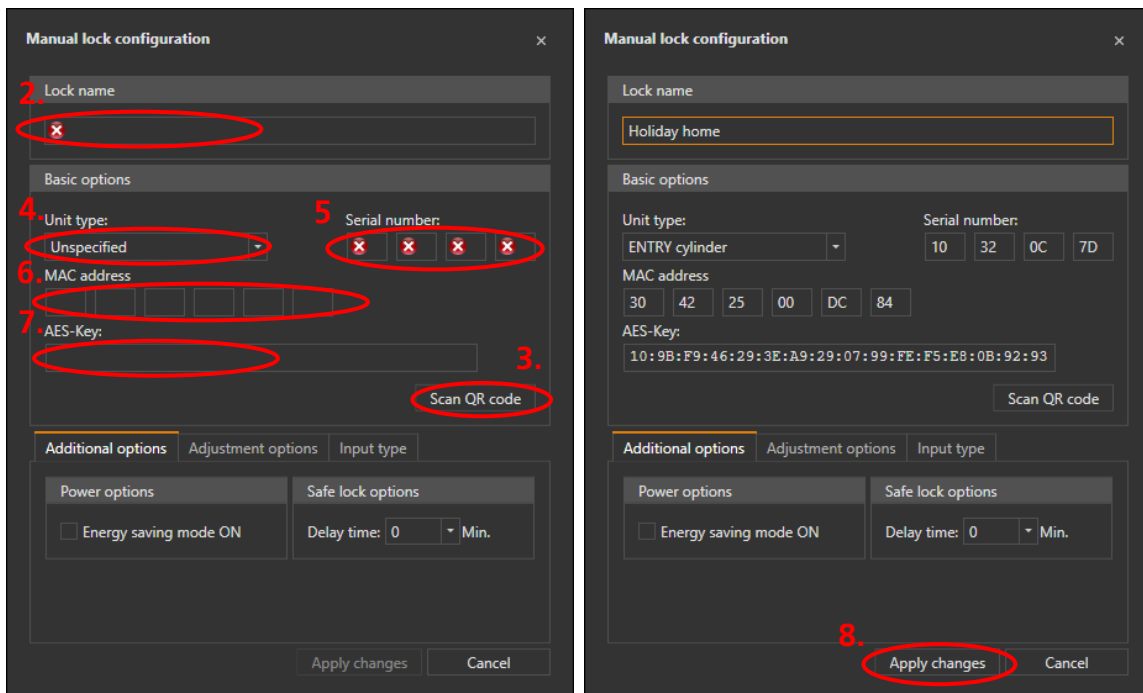 Manual lock configuration ×
2. Lock name
4. Basic options
Unit type: 5 Serial number:
Unspecified
6. MAC address
7. AES-Key:
3.
Scan QR code
Additional options Adjustment options Input type
Power options Safe lock options
Energy saving mode ON Delay time: 0 Min.
Apply changes Cancel
Manual lock configuration ×
Lock name
Holiday home
Basic options
Unit type: Serial number:
ENTRY cylinder 10 32 0C 7D
MAC address
30 42 25 00 DC 84
AES-Key:
10:9B:F9:46:29:3E:A9:29:07:99:FE:F5:E8:0B:92:93
Scan QR code
Additional options Adjustment options Input type
Power options Safe lock options
Energy saving mode ON Delay time: 0 Min.
8.
Apply changes Cancel